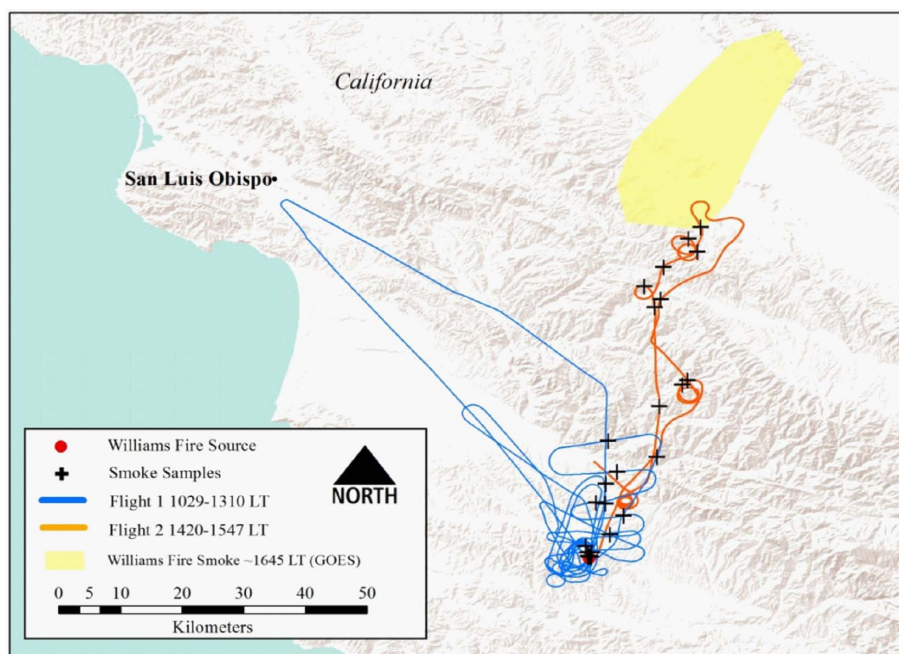 California
San Luis Obispo
Williams Fire Source
Smoke Samples
Flight 1 1029-1310 LT
Flight 2 1420-1547 LT
Williams Fire Smoke ~1645 LT (GOES)
NORTH
0 5 10 20 30 40 50
Kilometers